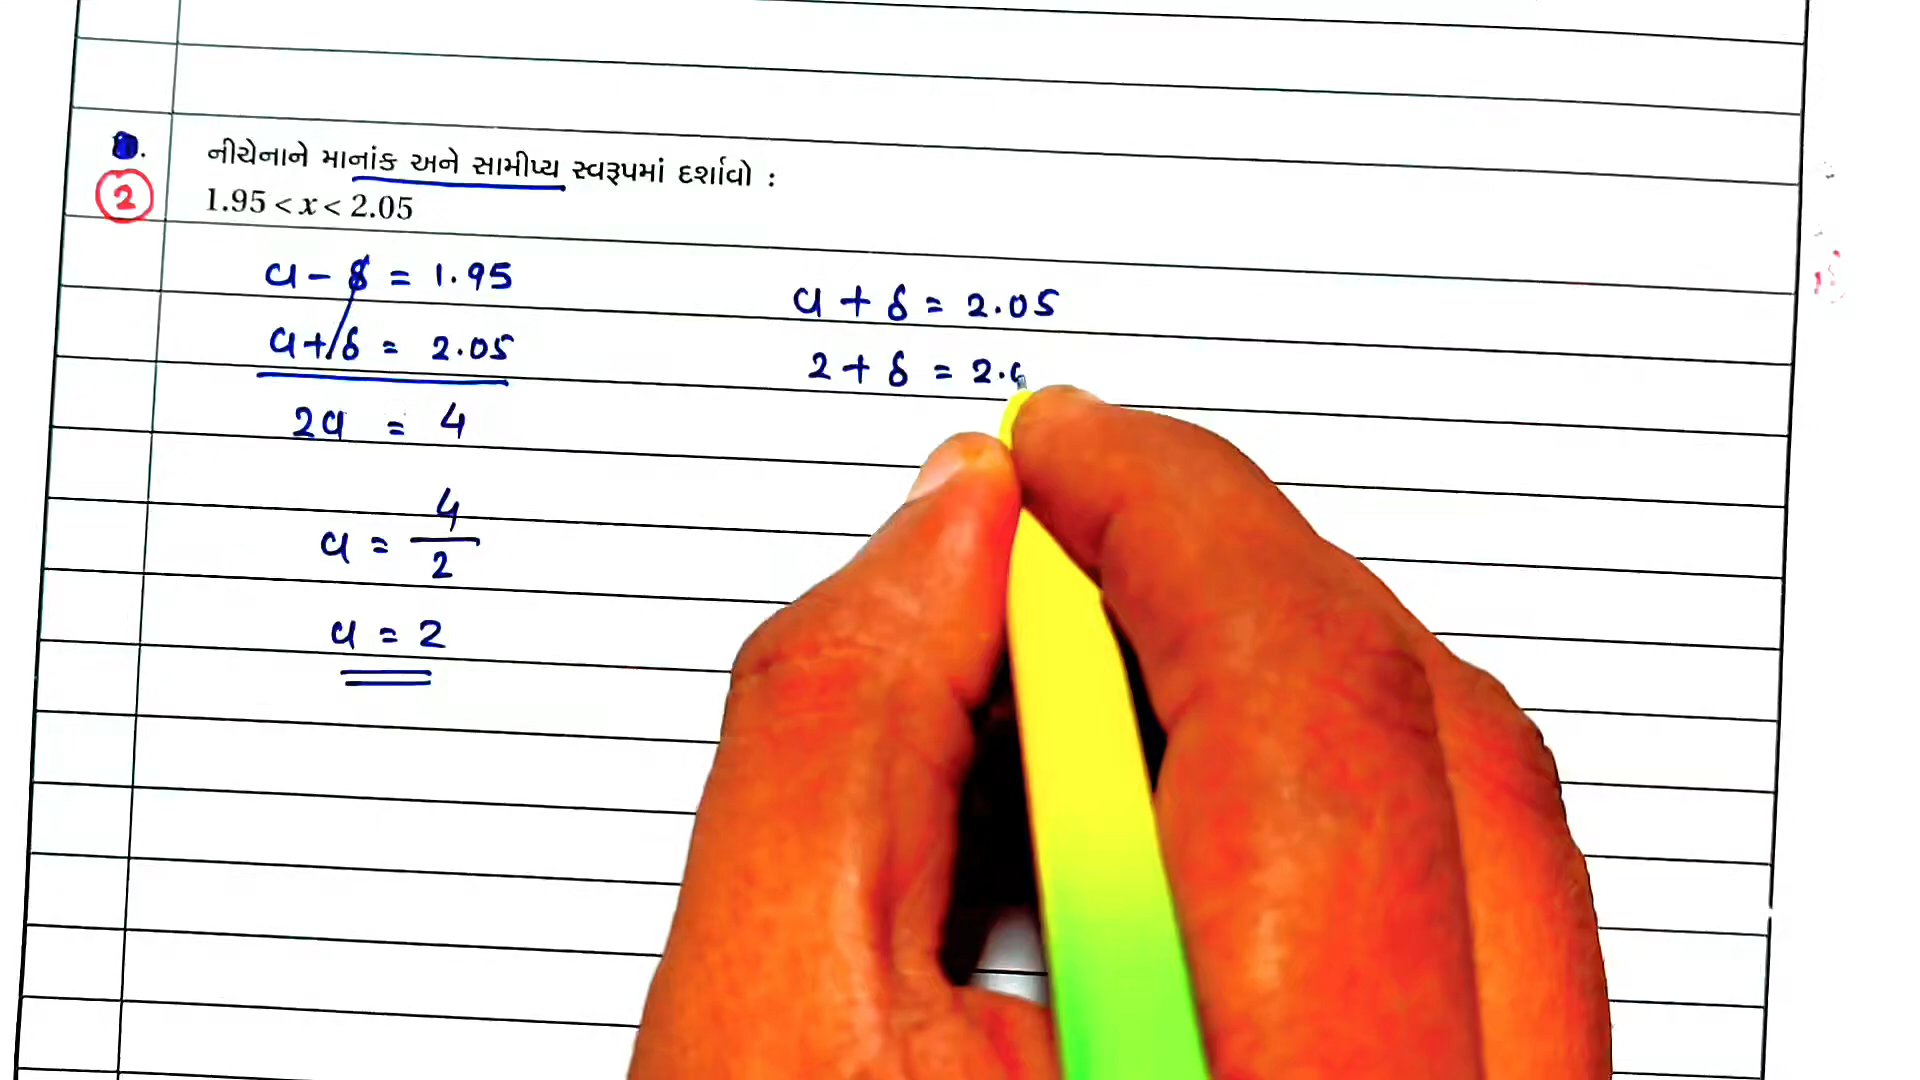 નીચેનાને માનાંક અને સામીપ્ય સ્વરૂપમાં દર્શાવો :
2
1.95 < x < 2.05
a - δ = 1.95
a + δ = 2.05
2a = 4
a = 4/2
a = 2
a + δ = 2.05
2 + δ = 2.0